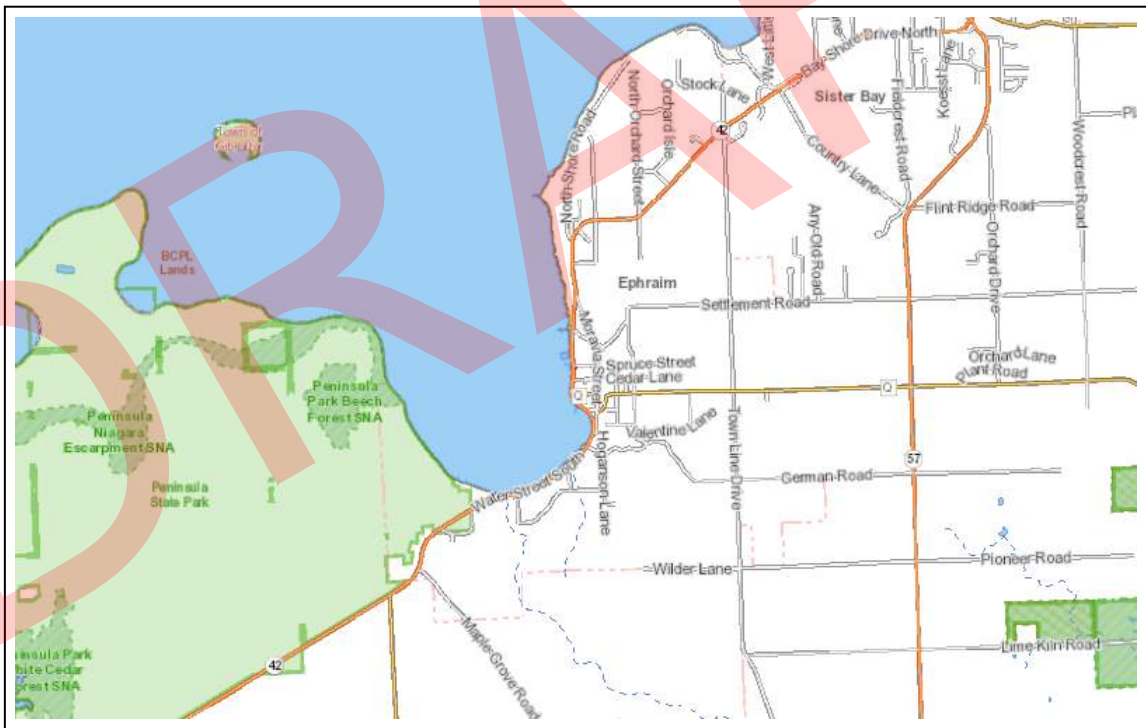 DRAFT
Bay Shore Drive North
Stock Lane
Sister Bay
Koessl Lane
Fieldcrest Road
Woodcrest Road
North Orchard Street
Orchard Isle
North Shore Road
42
Town of
Country Lane
Flint Ridge Road
Any Old Road
Orchard Drive
BCPL
Lands
Ephraim
Settlement Road
Moravia Street
Spruce Street
Cedar Lane
Orchard Lane
Plant Road
Q
Q
Peninsula
Park Beech
Forest SNA
Peninsula
Niagara
Escarpment SNA
Valentine Lane
Hoganson Lane
Town Line Drive
57
German Road
Peninsula
State Park
Water Street South
Wilder Lane
Pioneer Road
Maple Grove Road
Lime Kiln Road
42
Park
Cedar
SNA